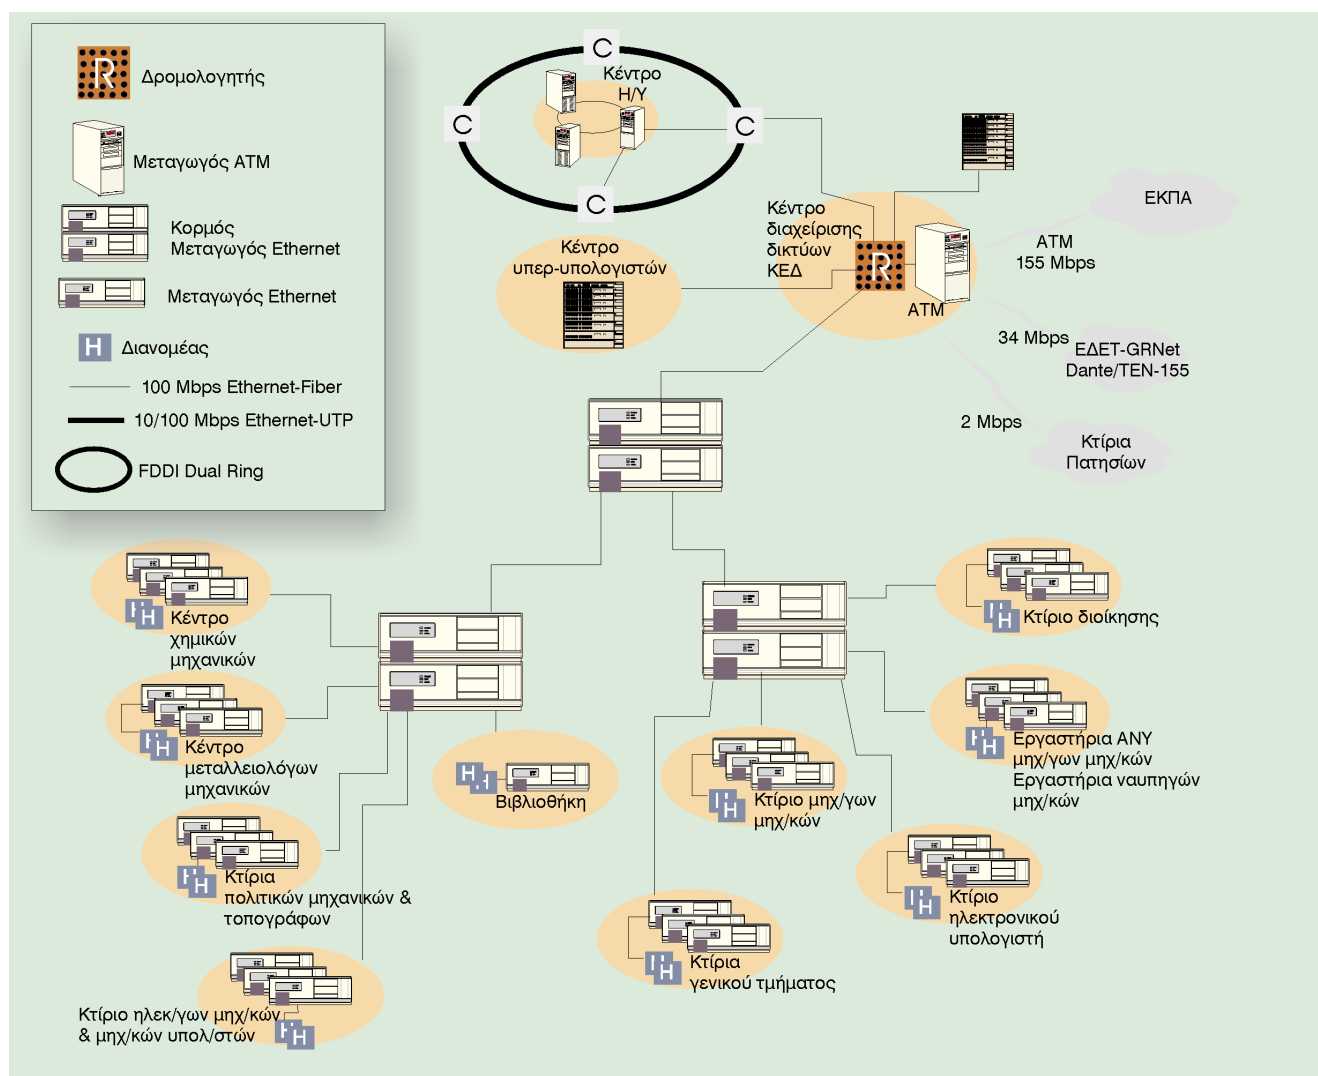 R
Δρομολογητής
Μεταγωγός ATM
Κορμός
Μεταγωγός Ethernet
Μεταγωγός Ethernet
H
Διανομέας
100 Mbps Ethernet-Fiber
10/100 Mbps Ethernet-UTP
FDDI Dual Ring
C
C
C
C
Κέντρο
Η/Υ
Κέντρο
υπερ-υπολογιστών
Κέντρο
διαχείρισης
δικτύων
ΚΕΔ
R
ATM
ΕΚΠΑ
ATM
155 Mbps
34 Mbps
ΕΔΕΤ-GRNet
Dante/TEN-155
2 Mbps
Κτίρια
Πατησίων
H
H
Κέντρο
χημικών
μηχανικών
H
H
Κέντρο
μεταλλειολόγων
μηχανικών
H
H
Κτίρια
πολιτικών μηχανικών &
τοπογράφων
H
H
Κτίριο ηλεκ/γων μηχ/κών
& μηχ/κών υπολ/στών
H
H
Βιβλιοθήκη
H
H
Κτίριο διοίκησης
H
H
Εργαστήρια ΑΝΥ
μηχ/γων μηχ/κών
Εργαστήρια ναυπηγών
μηχ/κών
H
H
Κτίριο μηχ/γων
μηχ/κών
H
H
Κτίριο
ηλεκτρονικού
υπολογιστή
H
H
Κτίρια
γενικού τμήματος